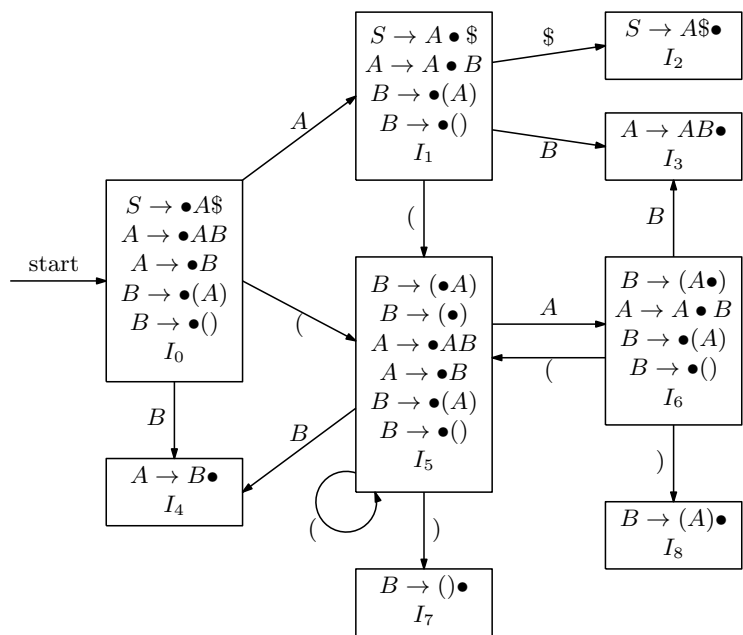 start
S → •A$
A → •AB
A → •B
B → •(A)
B → •()
I₀
A
(
B
S → A • $
A → A • B
B → •(A)
B → •()
I₁
$
B
(
S → A$•
I₂
A → AB•
I₃
A → B•
I₄
B → (•A)
B → (•)
A → •AB
A → •B
B → •(A)
B → •()
I₅
A
(
B
(
)
B → (A•)
A → A • B
B → •(A)
B → •()
I₆
B
)
B → ()•
I₇
B → (A)•
I₈